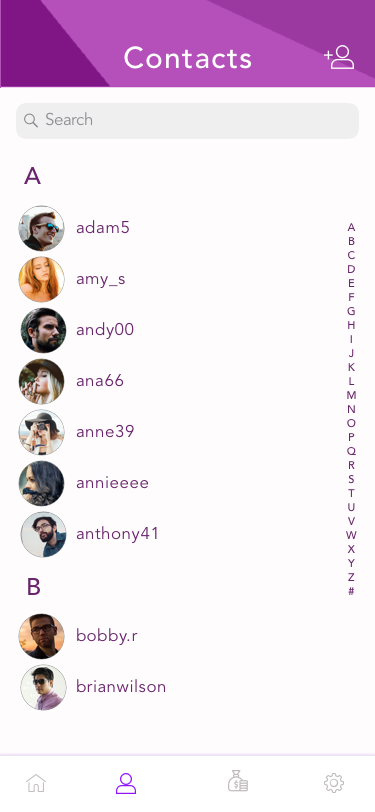 Contacts
Search
A
adam5
amy_s
andy00
ana66
anne39
annieeee
anthony41
B
bobby.r
brianwilson
A
B
C
D
E
F
G
H
I
J
K
L
M
N
O
P
Q
R
S
T
U
V
W
X
Y
Z
#